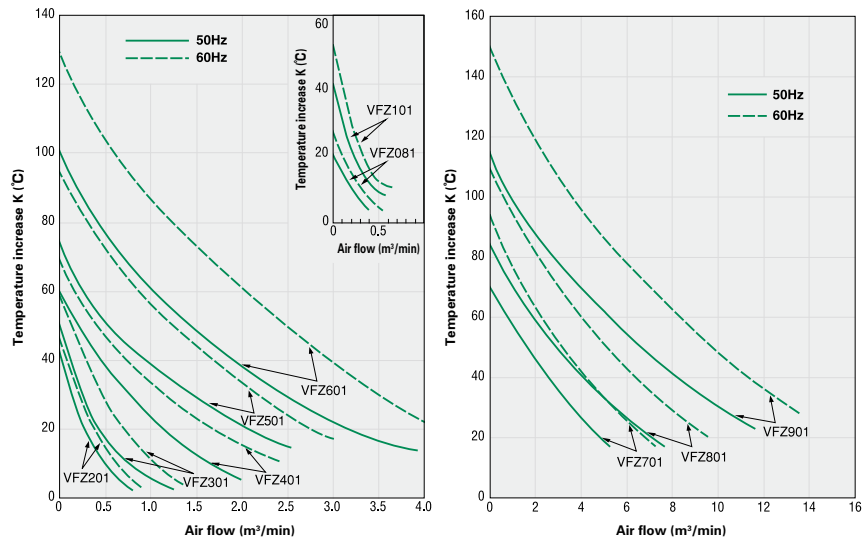 Temperature increase K (℃)
140
120
100
80
60
40
20
0
50Hz
60Hz
VFZ601
VFZ501
VFZ401
VFZ301
VFZ201
0
0.5
1.0
1.5
2.0
2.5
3.0
3.5
4.0
Air flow (m³/min)
Temperature increase K (℃)
60
40
20
0
VFZ101
VFZ081
0
0.5
Air flow (m³/min)
Temperature increase K (℃)
160
140
120
100
80
60
40
20
0
50Hz
60Hz
VFZ901
VFZ801
VFZ701
0
2
4
6
8
10
12
14
16
Air flow (m³/min)